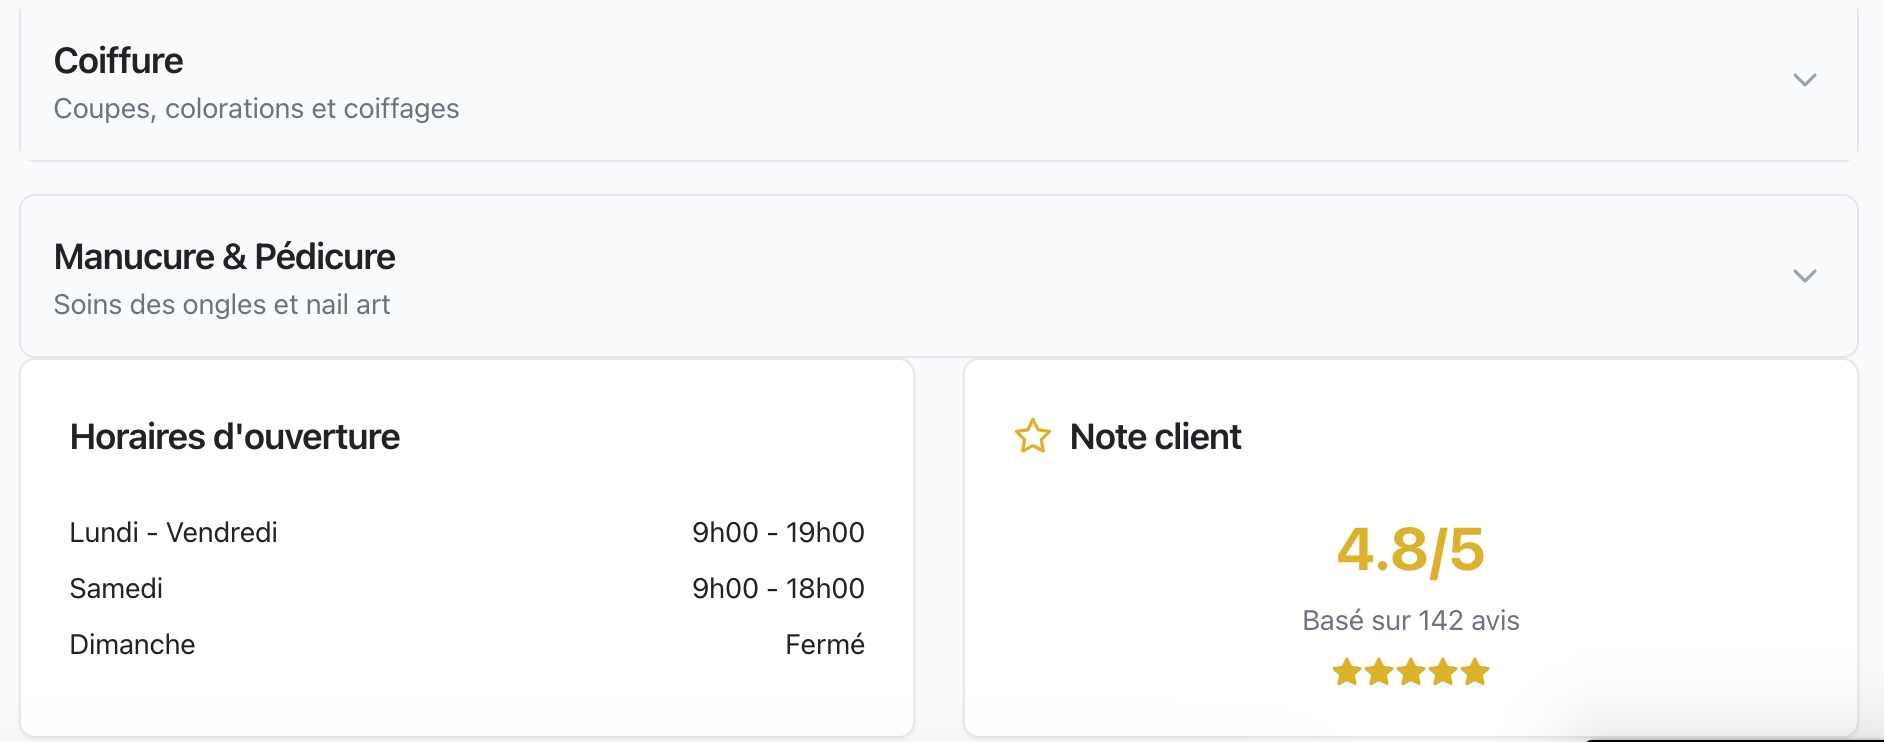 Coiffure
Coupes, colorations et coiffages
Manucure & Pédicure
Soins des ongles et nail art
Horaires d'ouverture
Lundi - Vendredi 9h00 - 19h00
Samedi 9h00 - 18h00
Dimanche Fermé
Note client
4.8/5
Basé sur 142 avis